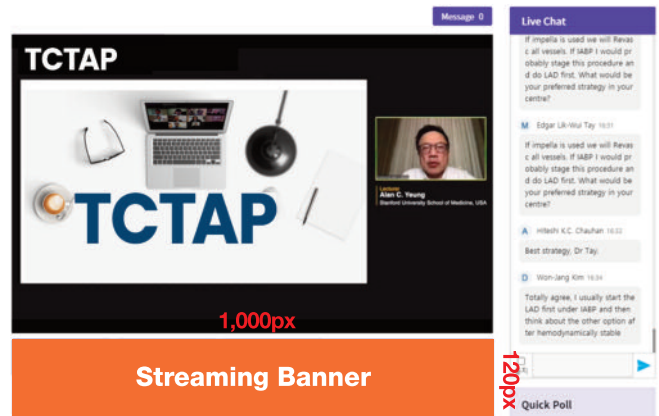 Message 0
Live Chat
TCTAP
TCTAP
Lecturer
Alan C. Yeung
Stanford University School of Medicine, USA
1,000px
Streaming Banner
120px
If impella is used we will Revas
c all vessels. If IABP I would pr
obably stage this procedure an
d do LAD first. What would be
your preferred strategy in your
centre?
M Edgar Lik-Wui Tay 16:31
If impella is used we will Revas
c all vessels. If IABP I would pr
obably stage this procedure an
d do LAD first. What would be
your preferred strategy in your
centre?
A Hiteshi K.C. Chauhan 16:33
Best strategy, Dr Tay.
D Won-Jang Kim 16:34
Totally agree, I usually start the
LAD first under IABP and then
think about the other option af
ter hemodynamically stable
Quick Poll